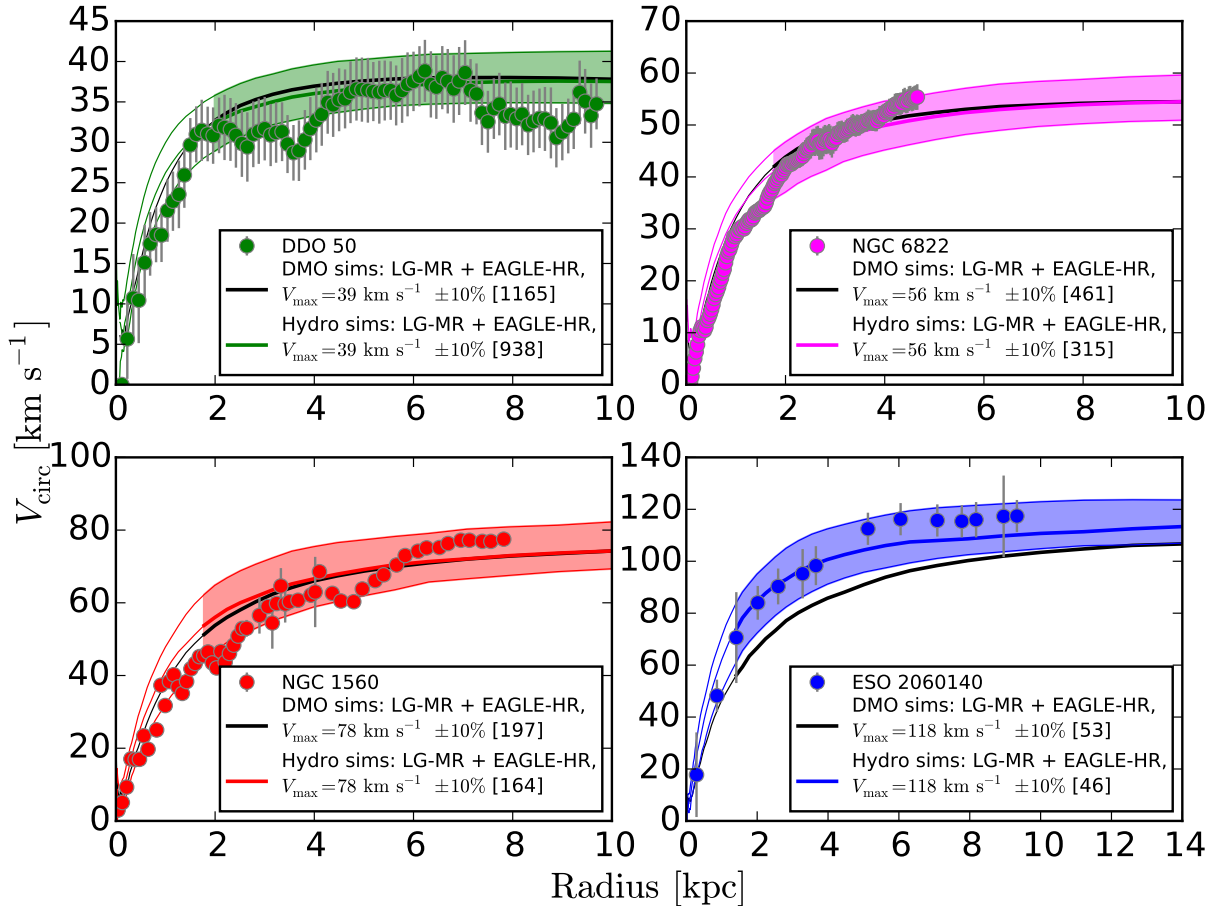 V_circ [km s⁻¹]
45
40
35
30
25
20
15
10
5
0
0 2 4 6 8 10
DDO 50
DMO sims: LG-MR + EAGLE-HR,
V_max=39 km s⁻¹ ±10% [1165]
Hydro sims: LG-MR + EAGLE-HR,
V_max=39 km s⁻¹ ±10% [938]
70
60
50
40
30
20
10
0
0 2 4 6 8 10
NGC 6822
DMO sims: LG-MR + EAGLE-HR,
V_max=56 km s⁻¹ ±10% [461]
Hydro sims: LG-MR + EAGLE-HR,
V_max=56 km s⁻¹ ±10% [315]
100
80
60
40
20
0
0 2 4 6 8 10
NGC 1560
DMO sims: LG-MR + EAGLE-HR,
V_max=78 km s⁻¹ ±10% [197]
Hydro sims: LG-MR + EAGLE-HR,
V_max=78 km s⁻¹ ±10% [164]
140
120
100
80
60
40
20
0
0 2 4 6 8 10 12 14
ESO 2060140
DMO sims: LG-MR + EAGLE-HR,
V_max=118 km s⁻¹ ±10% [53]
Hydro sims: LG-MR + EAGLE-HR,
V_max=118 km s⁻¹ ±10% [46]
Radius [kpc]